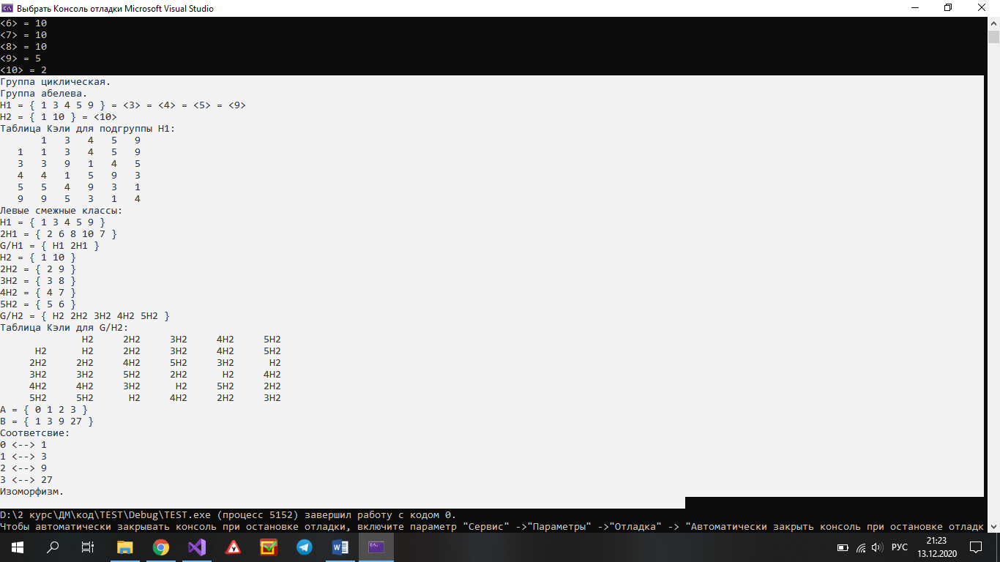 Выбрать Консоль отладки Microsoft Visual Studio
<6> = 10
<7> = 10
<8> = 10
<9> = 5
<10> = 2
Группа циклическая.
Группа абелева.
H1 = { 1 3 4 5 9 } = <3> = <4> = <5> = <9>
H2 = { 1 10 } = <10>
Таблица Кэли для подгруппы H1:
1 3 4 5 9
1 1 3 4 5 9
3 3 9 1 4 5
4 4 1 5 9 3
5 5 4 9 3 1
9 9 5 3 1 4
Левые смежные классы:
H1 = { 1 3 4 5 9 }
2H1 = { 2 6 8 10 7 }
G/H1 = { H1 2H1 }
H2 = { 1 10 }
2H2 = { 2 9 }
3H2 = { 3 8 }
4H2 = { 4 7 }
5H2 = { 5 6 }
G/H2 = { H2 2H2 3H2 4H2 5H2 }
Таблица Кэли для G/H2:
H2 2H2 3H2 4H2 5H2
H2 H2 2H2 3H2 4H2 5H2
2H2 2H2 4H2 5H2 3H2 H2
3H2 3H2 5H2 2H2 H2 4H2
4H2 4H2 3H2 H2 5H2 2H2
5H2 5H2 H2 4H2 2H2 3H2
A = { 0 1 2 3 }
B = { 1 3 9 27 }
Соответсвие:
0 <--> 1
1 <--> 3
2 <--> 9
3 <--> 27
Изоморфизм.
D:\2 курс\ДМ\код\TEST\Debug\TEST.exe (процесс 5152) завершил работу с кодом 0.
Чтобы автоматически закрывать консоль при остановке отладки, включите параметр "Сервис" ->"Параметры" ->"Отладка" -> "Автоматически закрыть консоль при остановке отладк
РУС
21:23
13.12.2020